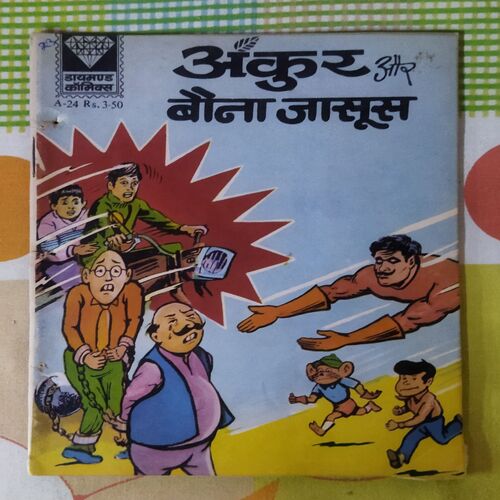 डायमण्ड
कॉमिक्स
A-24 Rs. 3-50
अंकुर और
बौना जासूस